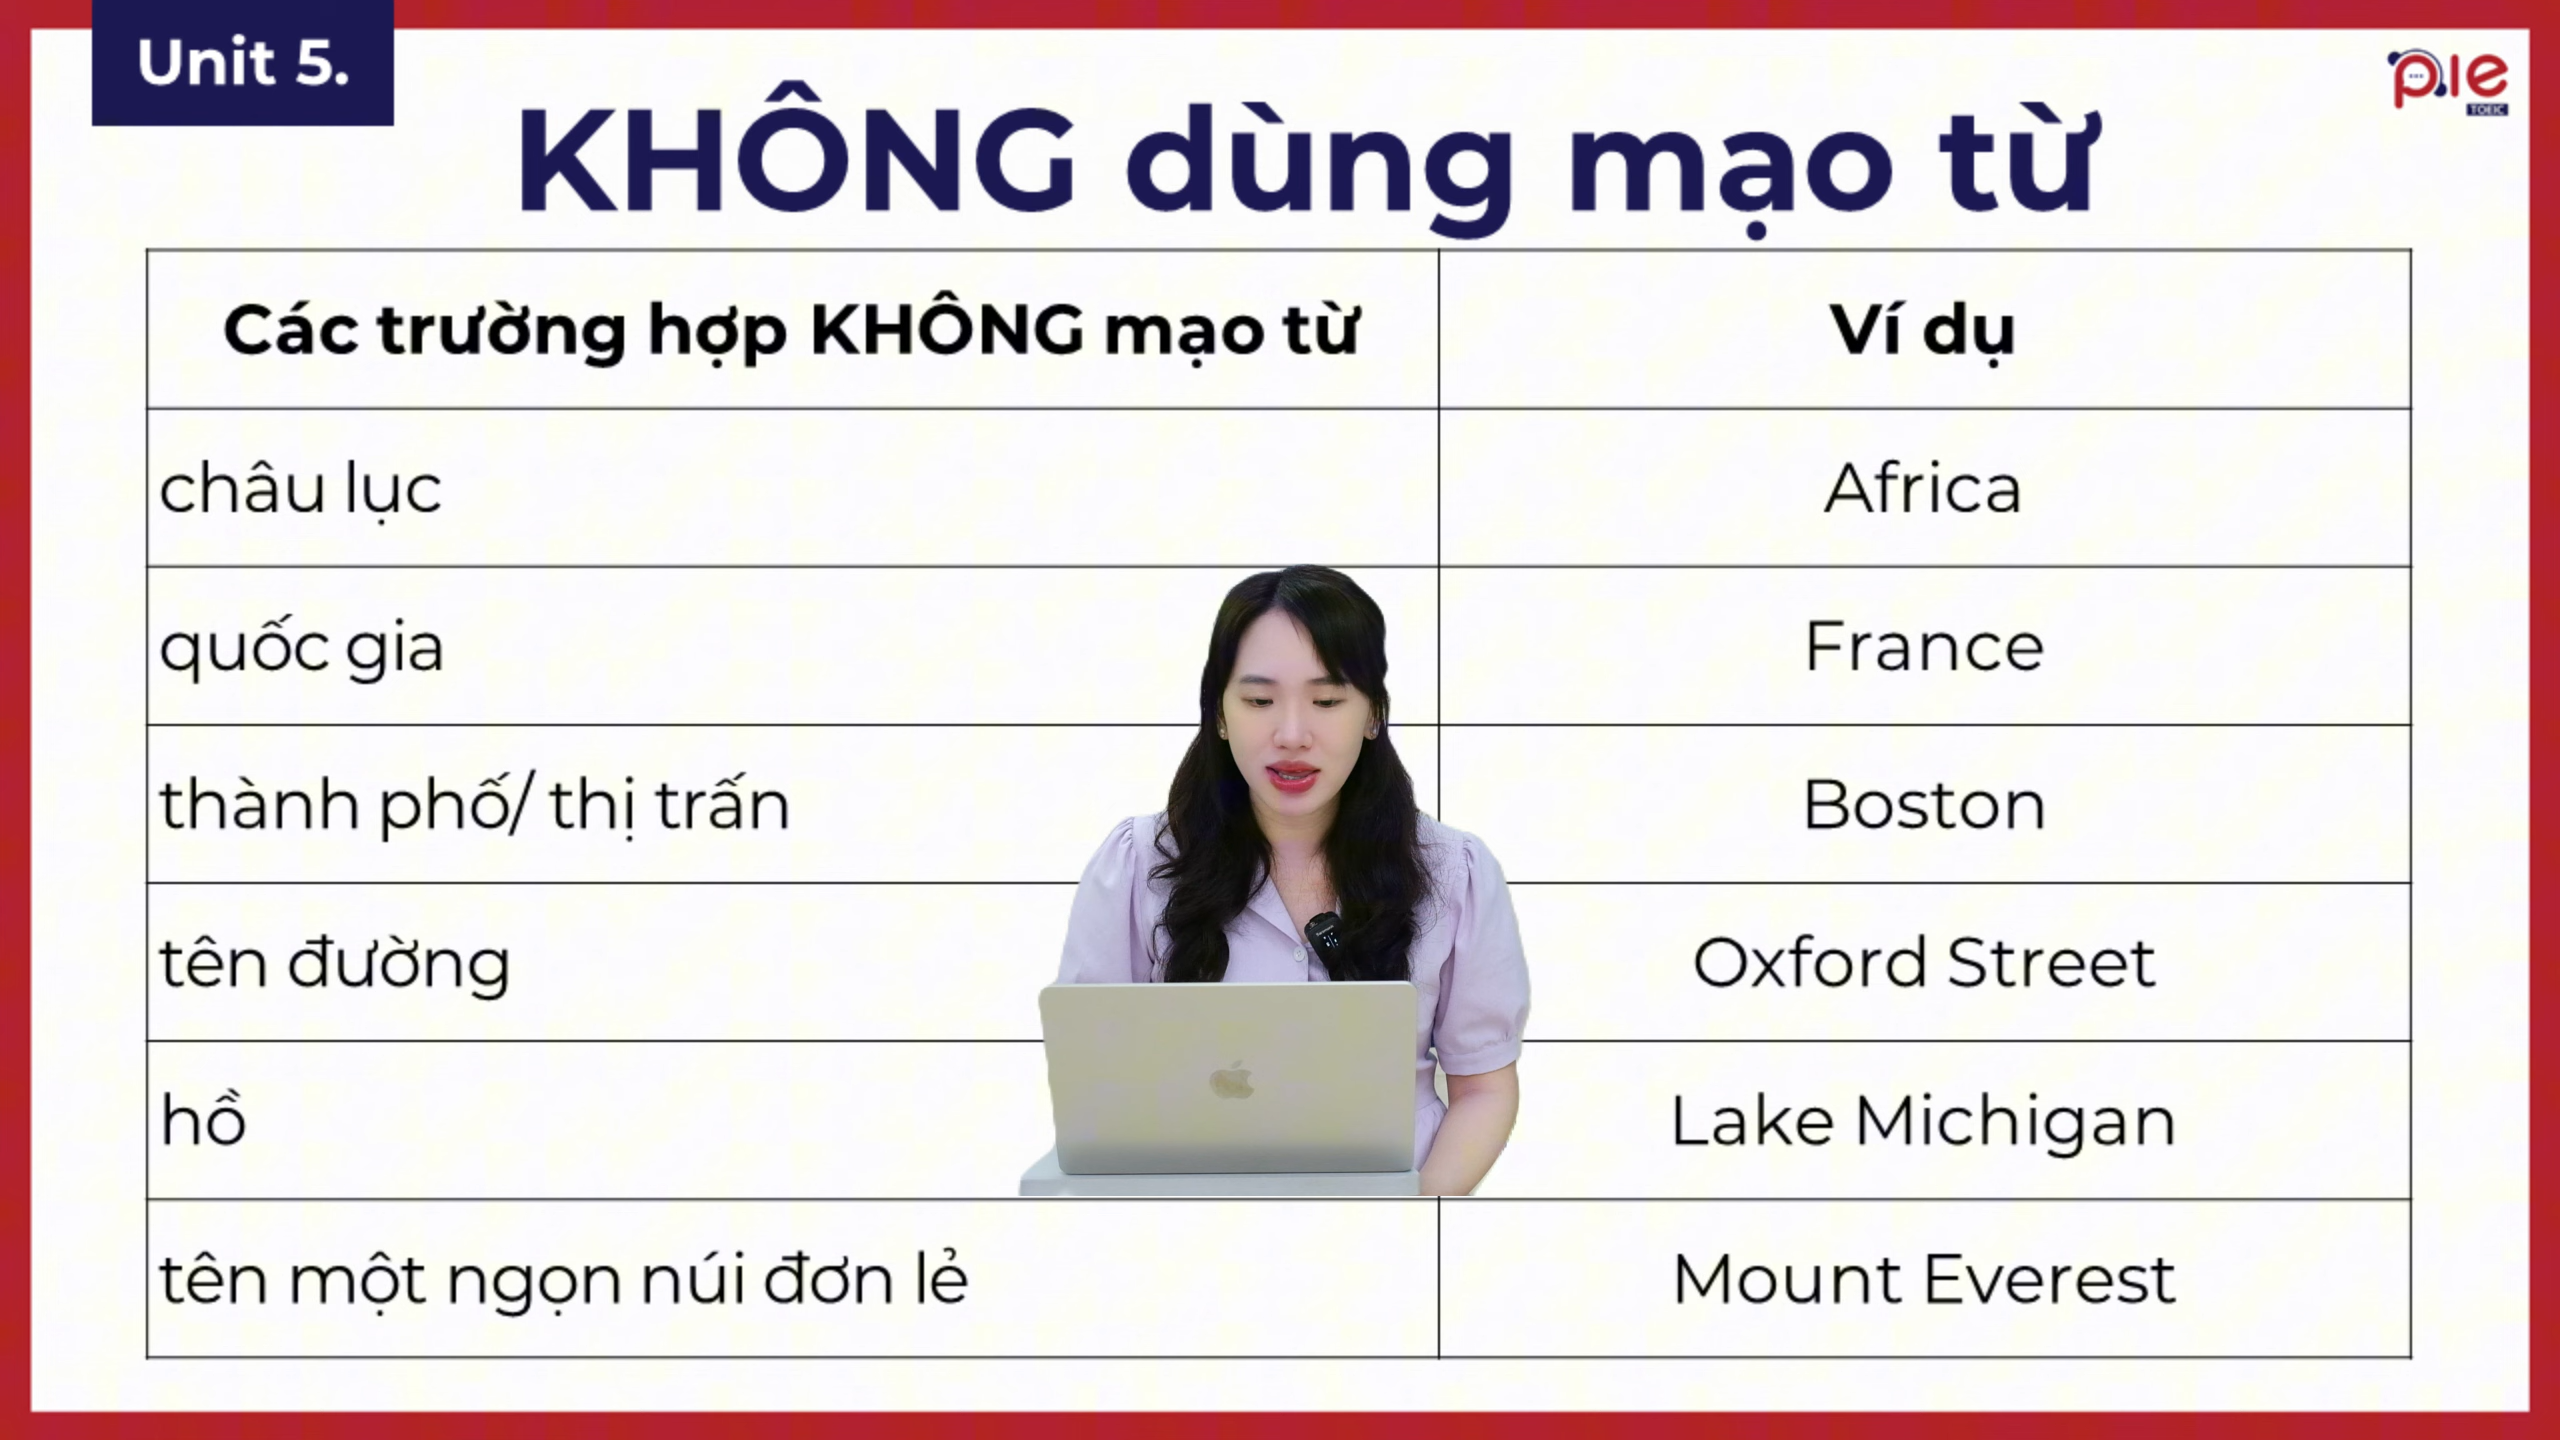 Unit 5.
pie
TOEIC
KHÔNG dùng mạo từ
Các trường hợp KHÔNG mạo từ
Ví dụ
châu lục
Africa
quốc gia
France
thành phố/ thị trấn
Boston
tên đường
Oxford Street
hồ
Lake Michigan
tên một ngọn núi đơn lẻ
Mount Everest